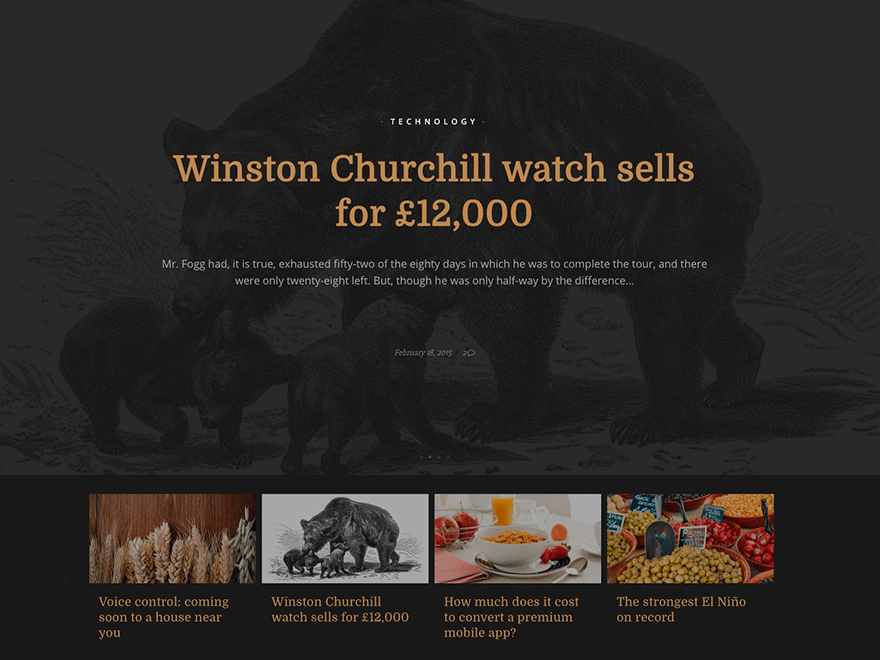 · TECHNOLOGY ·
Winston Churchill watch sells
for £12,000
Mr. Fogg had, it is true, exhausted fifty-two of the eighty days in which he was to complete the tour, and there
were only twenty-eight left. But, though he was only half-way by the difference...
February 18, 2015 2
Voice control: coming
soon to a house near
you
Winston Churchill
watch sells for £12,000
How much does it cost
to convert a premium
mobile app?
The strongest El Niño
on record